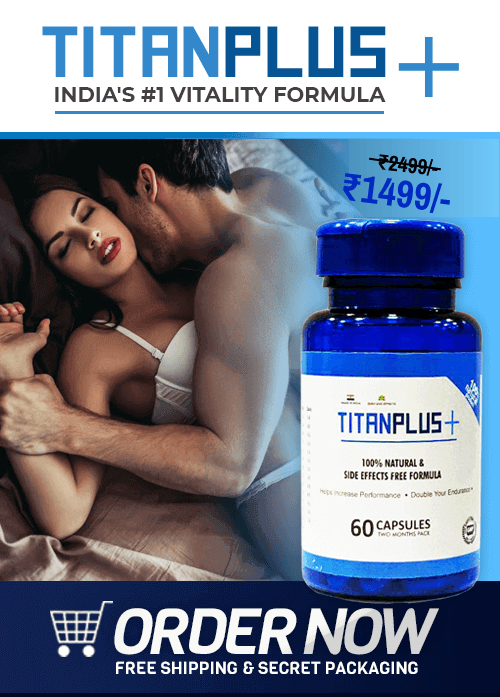 TITANPLUS+
INDIA'S #1 VITALITY FORMULA
₹2499/-
₹1499/-
TITANPLUS+
100% NATURAL &
SIDE EFFECTS FREE FORMULA
Helps Increase Performance • Double Your Endurance
60 CAPSULES
TWO MONTHS PACK
ORDER NOW
FREE SHIPPING & SECRET PACKAGING